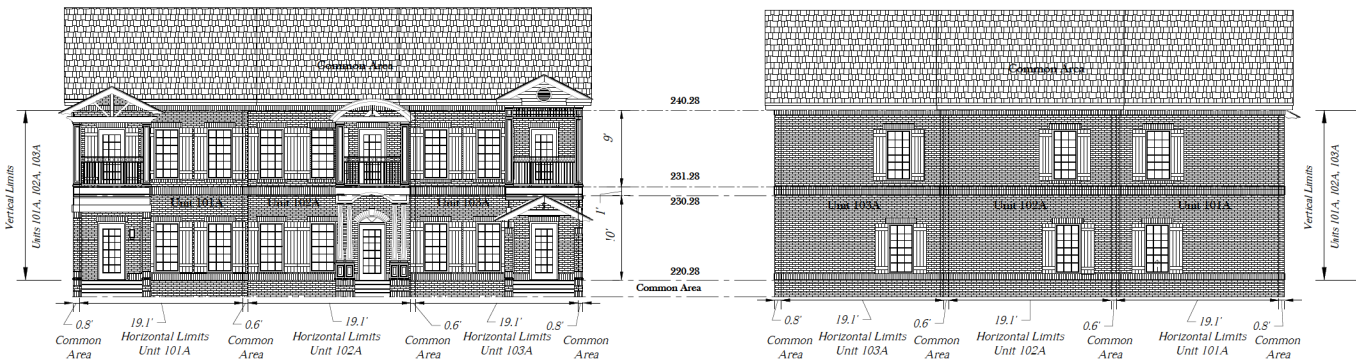 Common Area
Common Area
240.28
9'
231.28
230.28
1'
10'
220.28
Common Area
Vertical Limits
Units 101A, 102A, 103A
Unit 101A
Unit 102A
Unit 103A
Unit 103A
Unit 102A
Unit 101A
Vertical Limits
Units 101A, 102A, 103A
0.8'
Common
Area
19.1'
Horizontal Limits
Unit 101A
0.6'
Common
Area
19.1'
Horizontal Limits
Unit 102A
0.6'
Common
Area
19.1'
Horizontal Limits
Unit 103A
0.8'
Common
Area
0.8'
Common
Area
19.1'
Horizontal Limits
Unit 103A
0.6'
Common
Area
19.1'
Horizontal Limits
Unit 102A
0.6'
Common
Area
19.1'
Horizontal Limits
Unit 101A
0.8'
Common
Area